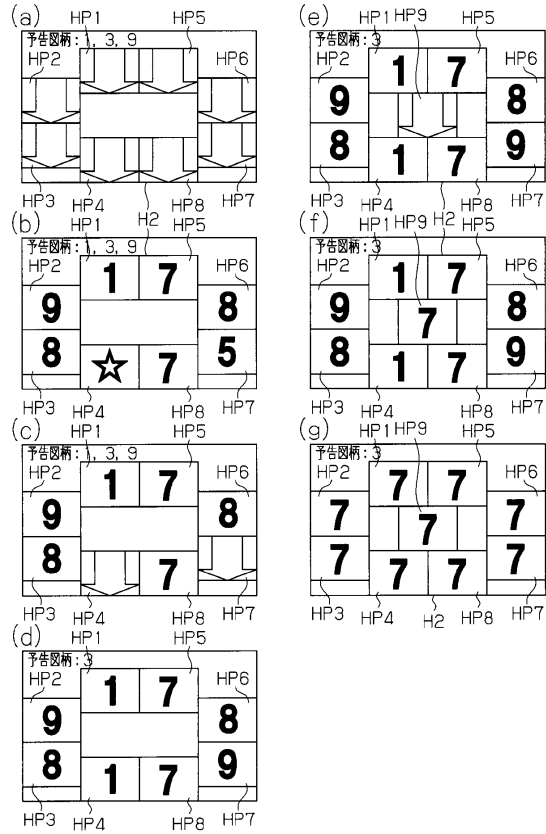 (a)
HP1
HP5
予告図柄:1, 3, 9
HP2
HP6
HP3
HP4
H2
HP8
HP7
(b)
HP1
H2
HP5
予告図柄:1, 3, 9
HP2
HP6
1 7
9 8
8 ☆ 7 5
HP3
HP4
HP8
HP7
(c)
HP1
HP5
予告図柄:1, 3, 9
HP2
HP6
1 7
9 8
8 7
HP3
HP4
HP8
HP7
(d)
HP1
HP5
予告図柄:3
HP2
HP6
1 7
9 8
8 1 7 9
HP3
HP4
HP8
HP7
(e)
HP1
HP9
HP5
予告図柄:3
HP2
HP6
1 7
9 8
8 1 7 9
HP3
HP4
H2
HP8
HP7
(f)
HP1
HP9
H2
HP5
予告図柄:3
HP2
HP6
1 7
9 7 8
8 1 7 9
HP3
HP4
HP8
HP7
(g)
HP1
HP9
HP5
予告図柄:3
HP2
HP6
7 7
7 7 7
7 7 7 7
HP3
HP4
H2
HP8
HP7